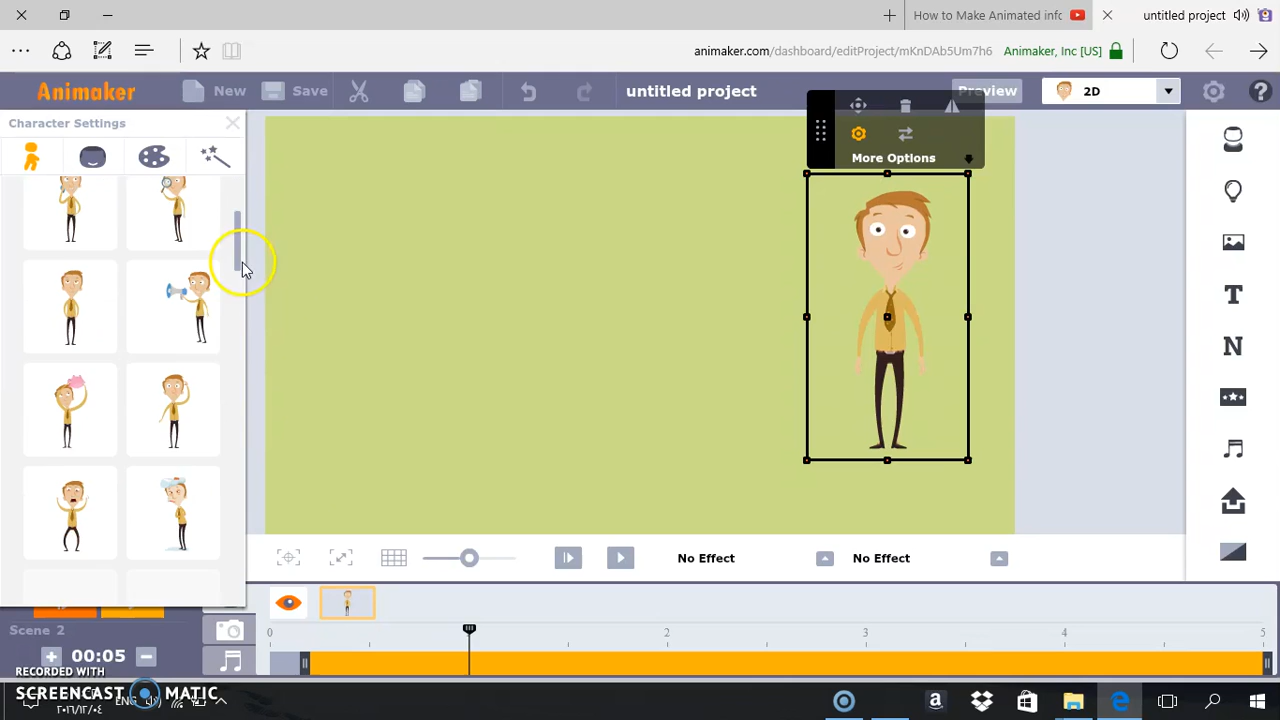 How to Make Animated info
untitled project
animaker.com/dashboard/editProject/mKnDAb5Um7h6
Animaker, Inc [US]
Animaker
New
Save
untitled project
Preview
2D
Character Settings
More Options
T
N
No Effect
No Effect
0
2
3
4
5
Scene 2
00:05
RECORDED WITH
SCREENCAST MATIC
ENG